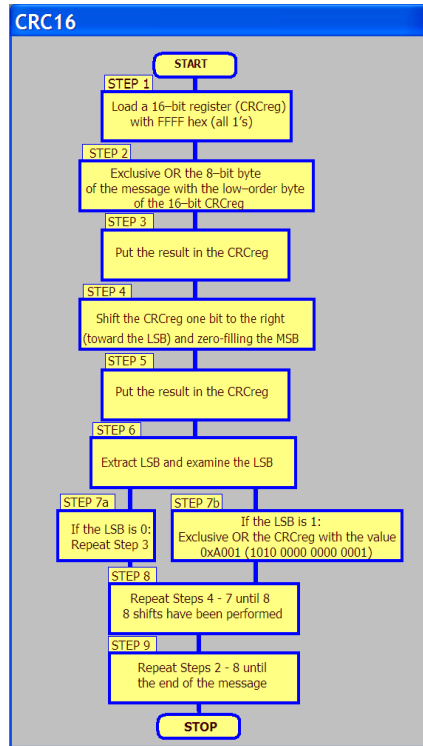 CRC16
START
STEP 1
Load a 16-bit register (CRCreg)
with FFFF hex (all 1's)
STEP 2
Exclusive OR the 8-bit byte
of the message with the low-order byte
of the 16-bit CRCreg
STEP 3
Put the result in the CRCreg
STEP 4
Shift the CRCreg one bit to the right
(toward the LSB) and zero-filling the MSB
STEP 5
Put the result in the CRCreg
STEP 6
Extract LSB and examine the LSB
STEP 7a
If the LSB is 0:
Repeat Step 3
STEP 7b
If the LSB is 1:
Exclusive OR the CRCreg with the value
0xA001 (1010 0000 0000 0001)
STEP 8
Repeat Steps 4 - 7 until 8
8 shifts have been performed
STEP 9
Repeat Steps 2 - 8 until
the end of the message
STOP